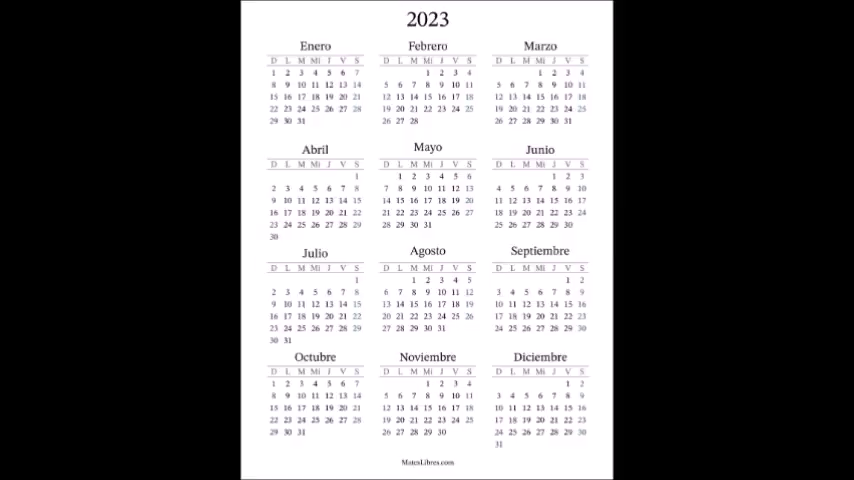 2023
Enero
D L M Mi J V S
1 2 3 4 5 6 7
8 9 10 11 12 13 14
15 16 17 18 19 20 21
22 23 24 25 26 27 28
29 30 31
Febrero
D L M Mi J V S
1 2 3 4
5 6 7 8 9 10 11
12 13 14 15 16 17 18
19 20 21 22 23 24 25
26 27 28
Marzo
D L M Mi J V S
1 2 3 4
5 6 7 8 9 10 11
12 13 14 15 16 17 18
19 20 21 22 23 24 25
26 27 28 29 30 31
Abril
D L M Mi J V S
1
2 3 4 5 6 7 8
9 10 11 12 13 14 15
16 17 18 19 20 21 22
23 24 25 26 27 28 29
30
Mayo
D L M Mi J V S
1 2 3 4 5 6
7 8 9 10 11 12 13
14 15 16 17 18 19 20
21 22 23 24 25 26 27
28 29 30 31
Junio
D L M Mi J V S
1 2 3
4 5 6 7 8 9 10
11 12 13 14 15 16 17
18 19 20 21 22 23 24
25 26 27 28 29 30
Julio
D L M Mi J V S
1
2 3 4 5 6 7 8
9 10 11 12 13 14 15
16 17 18 19 20 21 22
23 24 25 26 27 28 29
30 31
Agosto
D L M Mi J V S
1 2 3 4 5
6 7 8 9 10 11 12
13 14 15 16 17 18 19
20 21 22 23 24 25 26
27 28 29 30 31
Septiembre
D L M Mi J V S
1 2
3 4 5 6 7 8 9
10 11 12 13 14 15 16
17 18 19 20 21 22 23
24 25 26 27 28 29 30
Octubre
D L M Mi J V S
1 2 3 4 5 6 7
8 9 10 11 12 13 14
15 16 17 18 19 20 21
22 23 24 25 26 27 28
29 30 31
Noviembre
D L M Mi J V S
1 2 3 4
5 6 7 8 9 10 11
12 13 14 15 16 17 18
19 20 21 22 23 24 25
26 27 28 29 30
Diciembre
D L M Mi J V S
1 2
3 4 5 6 7 8 9
10 11 12 13 14 15 16
17 18 19 20 21 22 23
24 25 26 27 28 29 30
31
MatesLibres.com